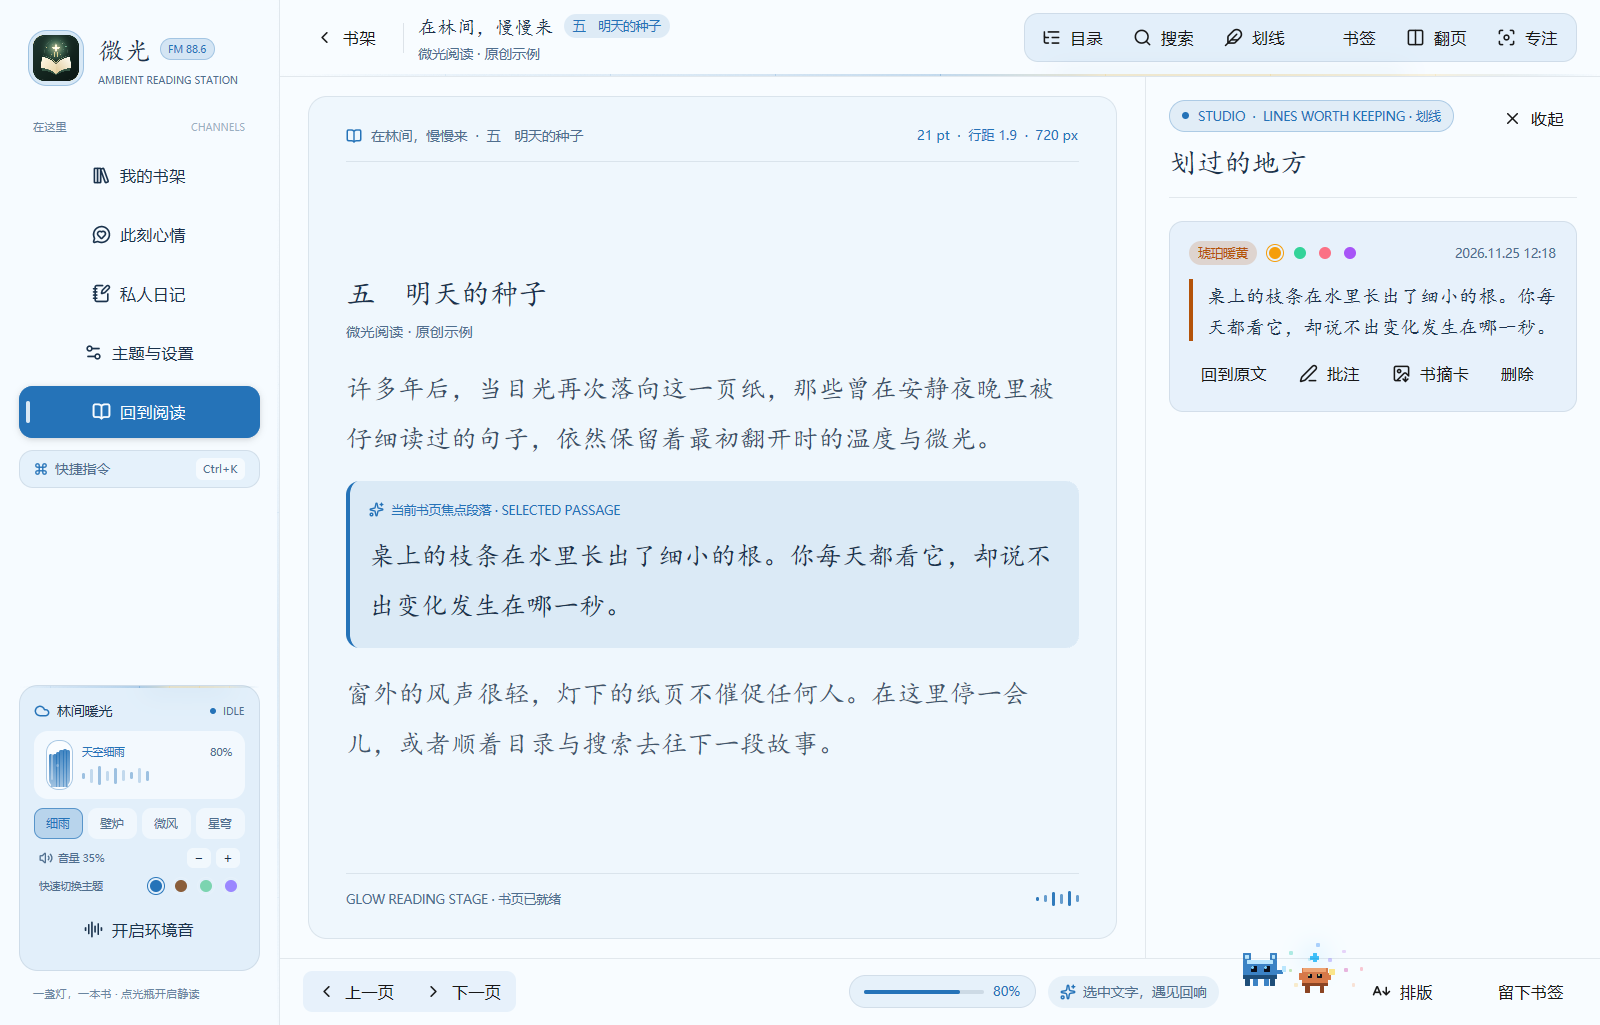 微光 FM 88.6
AMBIENT READING STATION
在这里 CHANNELS
我的书架
此刻心情
私人日记
主题与设置
回到阅读
快捷指令 Ctrl+K
林间暖光 IDLE
天空细雨 80%
细雨 壁炉 微风 星穹
音量 35% − +
快速切换主题
开启环境音
一盏灯，一本书 · 点光瓶开启静读
书架
在林间，慢慢来 五 明天的种子
微光阅读 · 原创示例
目录 搜索 划线 书签 翻页 专注
在林间，慢慢来 · 五 明天的种子
21 pt · 行距 1.9 · 720 px
五 明天的种子
微光阅读 · 原创示例
许多年后，当目光再次落向这一页纸，那些曾在安静夜晚里被
仔细读过的句子，依然保留着最初翻开时的温度与微光。
当前书页焦点段落 · SELECTED PASSAGE
桌上的枝条在水里长出了细小的根。你每天都看它，却说不
出变化发生在哪一秒。
窗外的风声很轻，灯下的纸页不催促任何人。在这里停一会
儿，或者顺着目录与搜索去往下一段故事。
GLOW READING STAGE · 书页已就绪
STUDIO · LINES WORTH KEEPING · 划线
收起
划过的地方
琥珀暖黄 2026.11.25 12:18
桌上的枝条在水里长出了细小的根。你每
天都看它，却说不出变化发生在哪一秒。
回到原文 批注 书摘卡 删除
上一页 下一页
80%
选中文字，遇见回响
排版
留下书签